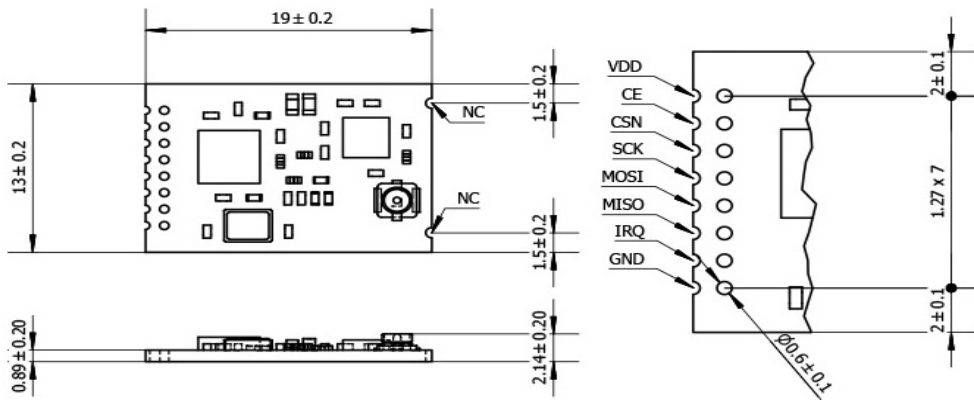 19 ± 0.2
13 ± 0.2
1.5 ± 0.2
NC
NC
1.5 ± 0.2
0.89 ± 0.20
2.14 ± 0.20
VDD
CE
CSN
SCK
MOSI
MISO
IRQ
GND
2 ± 0.1
1.27 x 7
2 ± 0.1
Ø0.6 ± 0.1